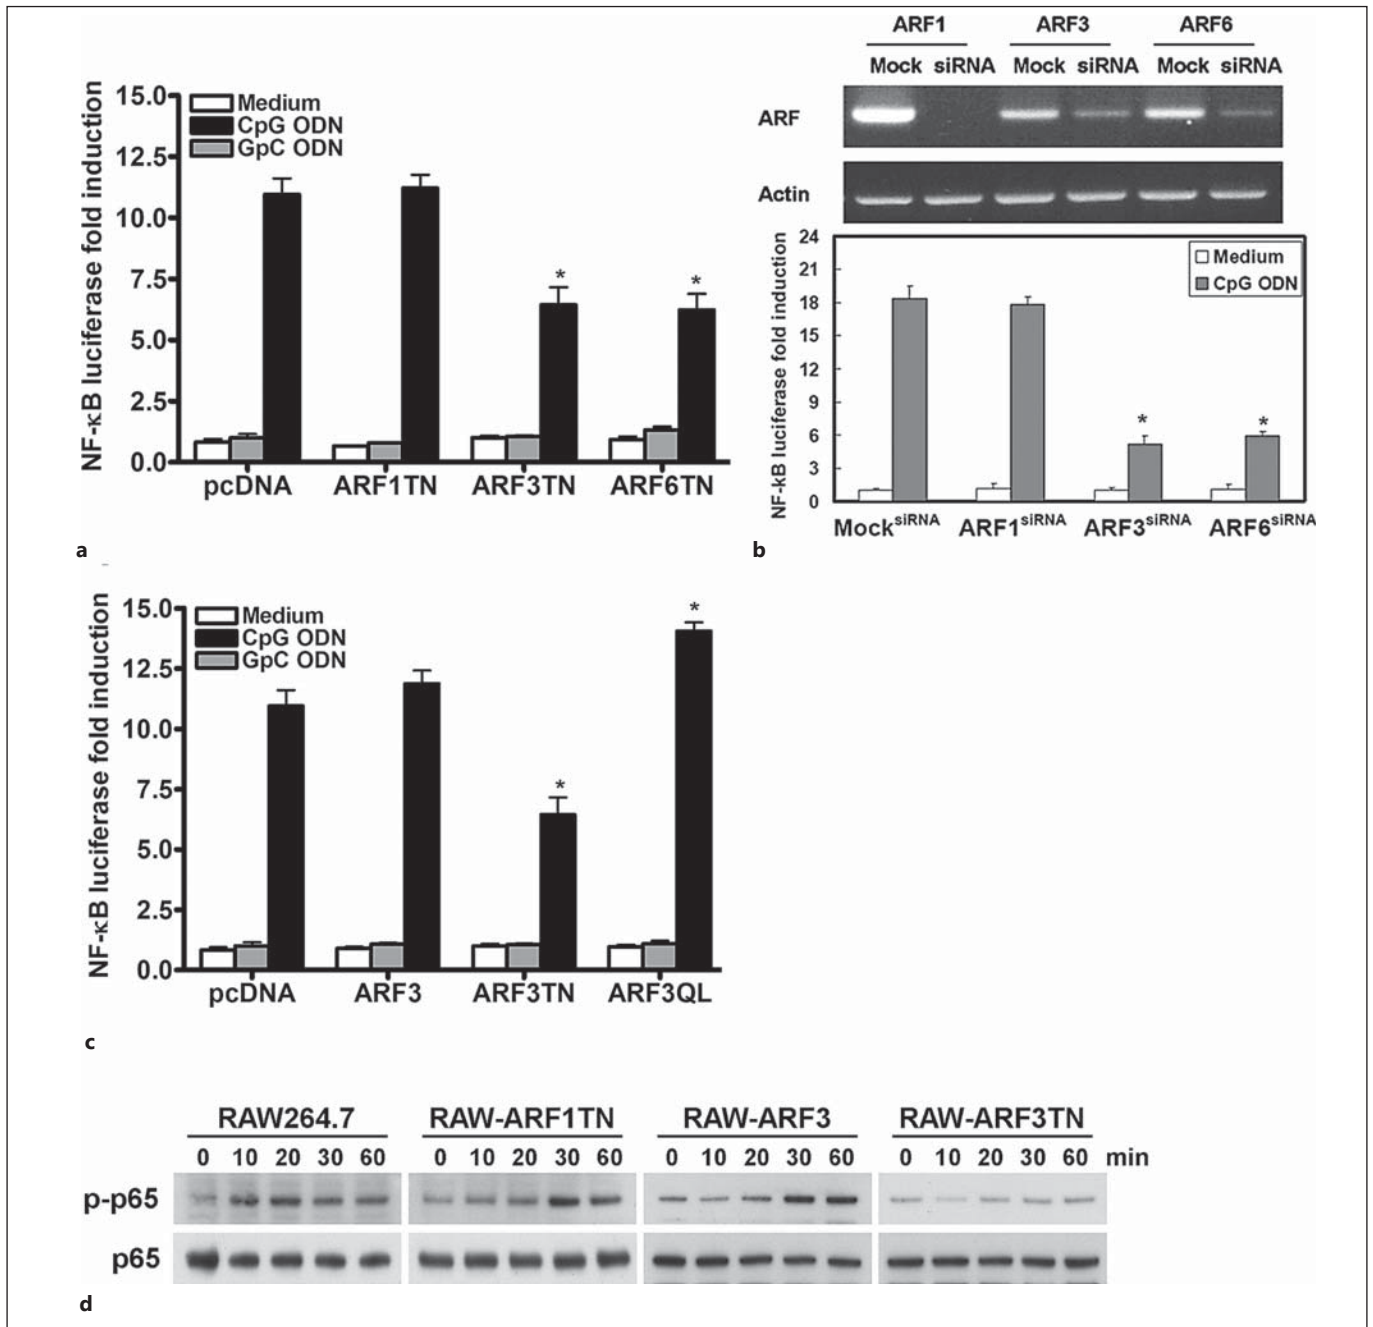 15.0
12.5
10.0
7.5
5.0
2.5
0.0
NF-κB luciferase fold induction
Medium
CpG ODN
GpC ODN
*
*
pcDNA ARF1TN ARF3TN ARF6TN
a
ARF1 ARF3 ARF6
Mock siRNA Mock siRNA Mock siRNA
ARF
Actin
24
21
18
15
12
9
6
3
0
NF-kB luciferase fold induction
Medium
CpG ODN
*
*
MocksiRNA ARF1siRNA ARF3siRNA ARF6siRNA
b
15.0
12.5
10.0
7.5
5.0
2.5
0.0
NF-κB luciferase fold induction
Medium
CpG ODN
GpC ODN
*
*
pcDNA ARF3 ARF3TN ARF3QL
c
RAW264.7 RAW-ARF1TN RAW-ARF3 RAW-ARF3TN
0 10 20 30 60 0 10 20 30 60 0 10 20 30 60 0 10 20 30 60 min
p-p65
p65
d